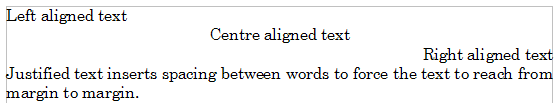 Left aligned text
Centre aligned text
Right aligned text
Justified text inserts spacing between words to force the text to reach from
margin to margin.